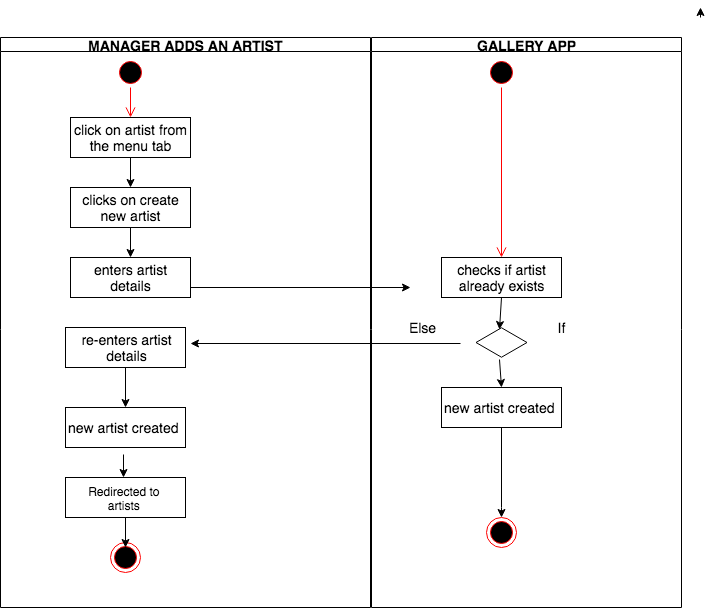 MANAGER ADDS AN ARTIST
GALLERY APP
click on artist from
the menu tab
clicks on create
new artist
enters artist
details
checks if artist
already exists
Else
If
re-enters artist
details
new artist created
new artist created
Redirected to
artists